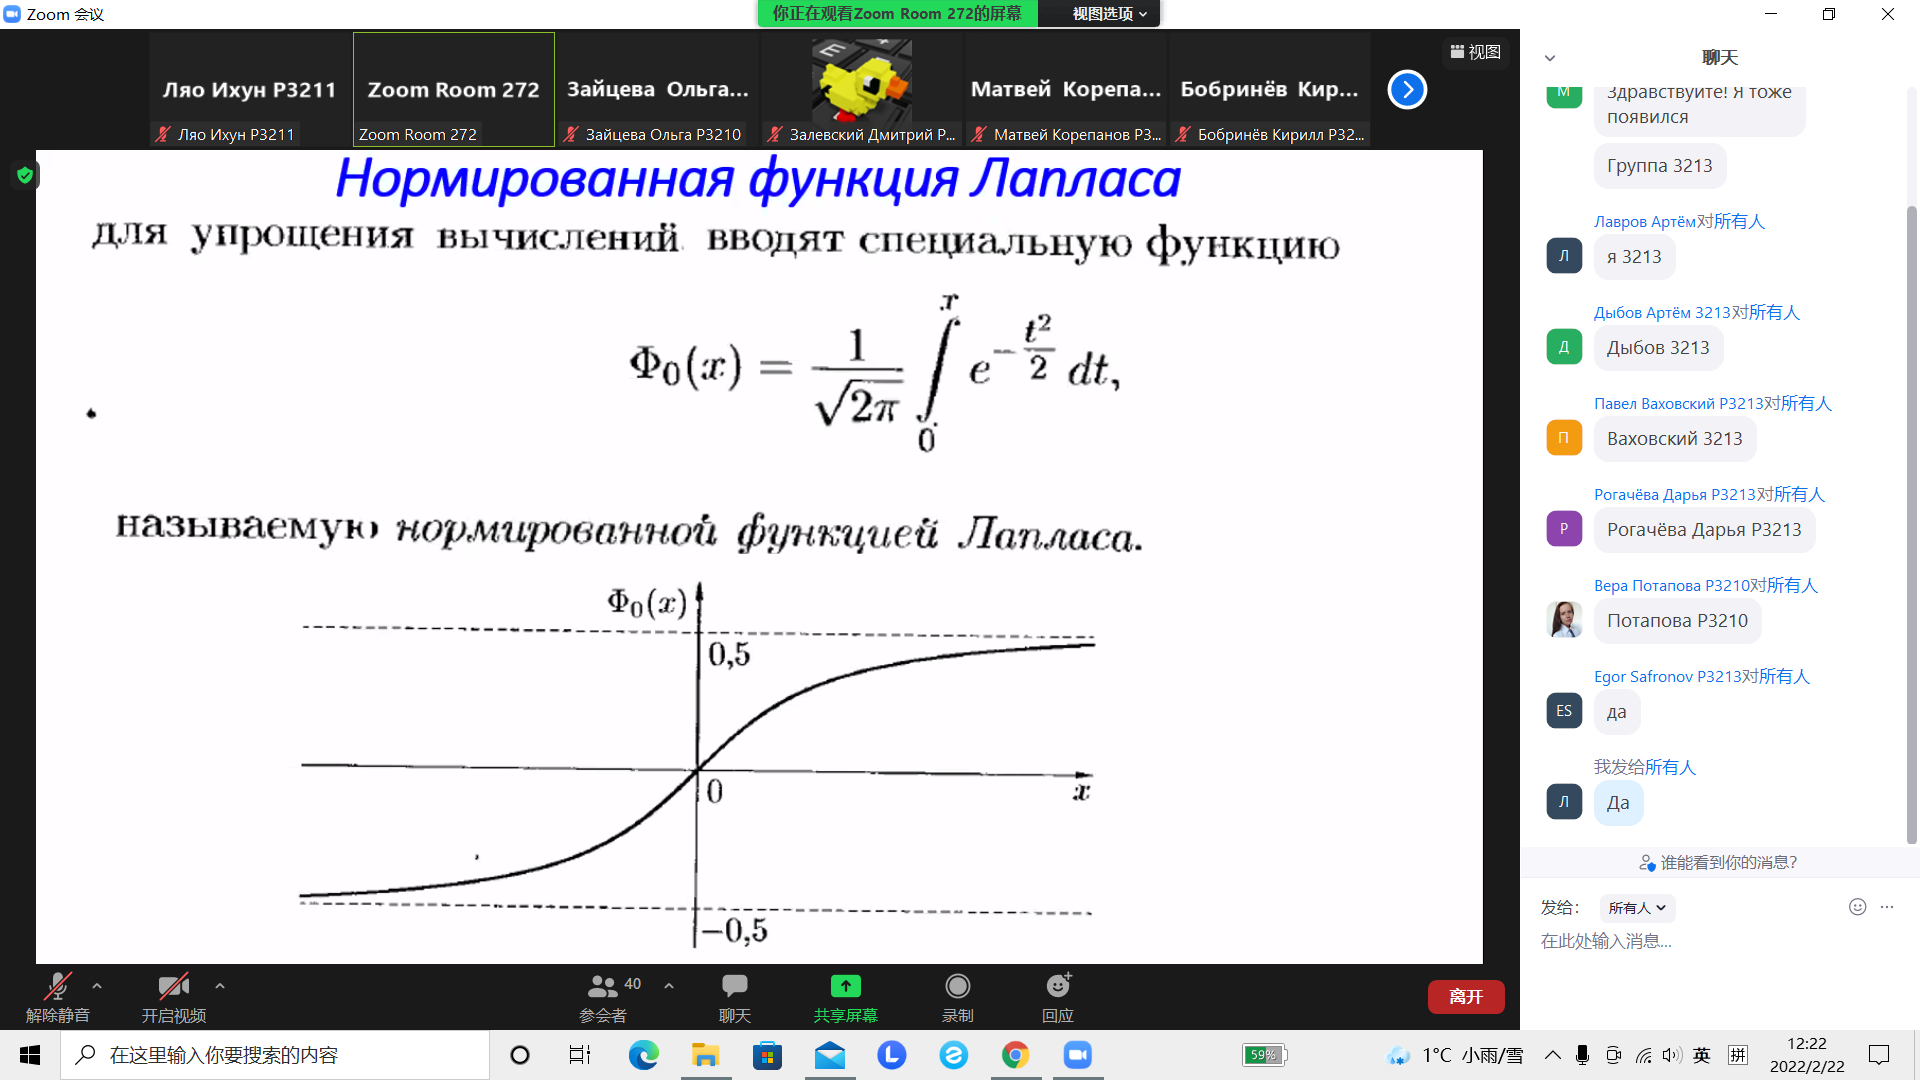 Zoom 会议
你正在观看Zoom Room 272的屏幕
视图选项
视图
Ляо Ихун P3211
Zoom Room 272
Зайцева Ольга...
Матвей Корепа...
Бобринёв Кир...
Ляо Ихун P3211
Zoom Room 272
Зайцева Ольга P3210
Залевский Дмитрий P...
Матвей Корепанов P3...
Бобринёв Кирилл P32...
Нормированная функция Лапласа
для упрощения вычислений вводят специальную функцию
Φ₀(x) = 1/√2π ∫₀ˣ e^(−t²/2) dt,
называемую нормированной функцией Лапласа.
Φ₀(x)
0,5
0
x
−0,5
聊天
Здравствуйте! Я тоже
появился
Группа 3213
Лавров Артём对所有人
я 3213
Дыбов Артём 3213对所有人
Дыбов 3213
Павел Ваховский P3213对所有人
Ваховский 3213
Рогачёва Дарья P3213对所有人
Рогачёва Дарья P3213
Вера Потапова P3210对所有人
Потапова P3210
Egor Safronov P3213对所有人
да
我发给所有人
Да
谁能看到你的消息?
发给:
所有人
在此处输入消息...
解除静音
开启视频
参会者
40
聊天
共享屏幕
录制
回应
离开
在这里输入你要搜索的内容
59%
1°C 小雨/雪
英
拼
12:22
2022/2/22